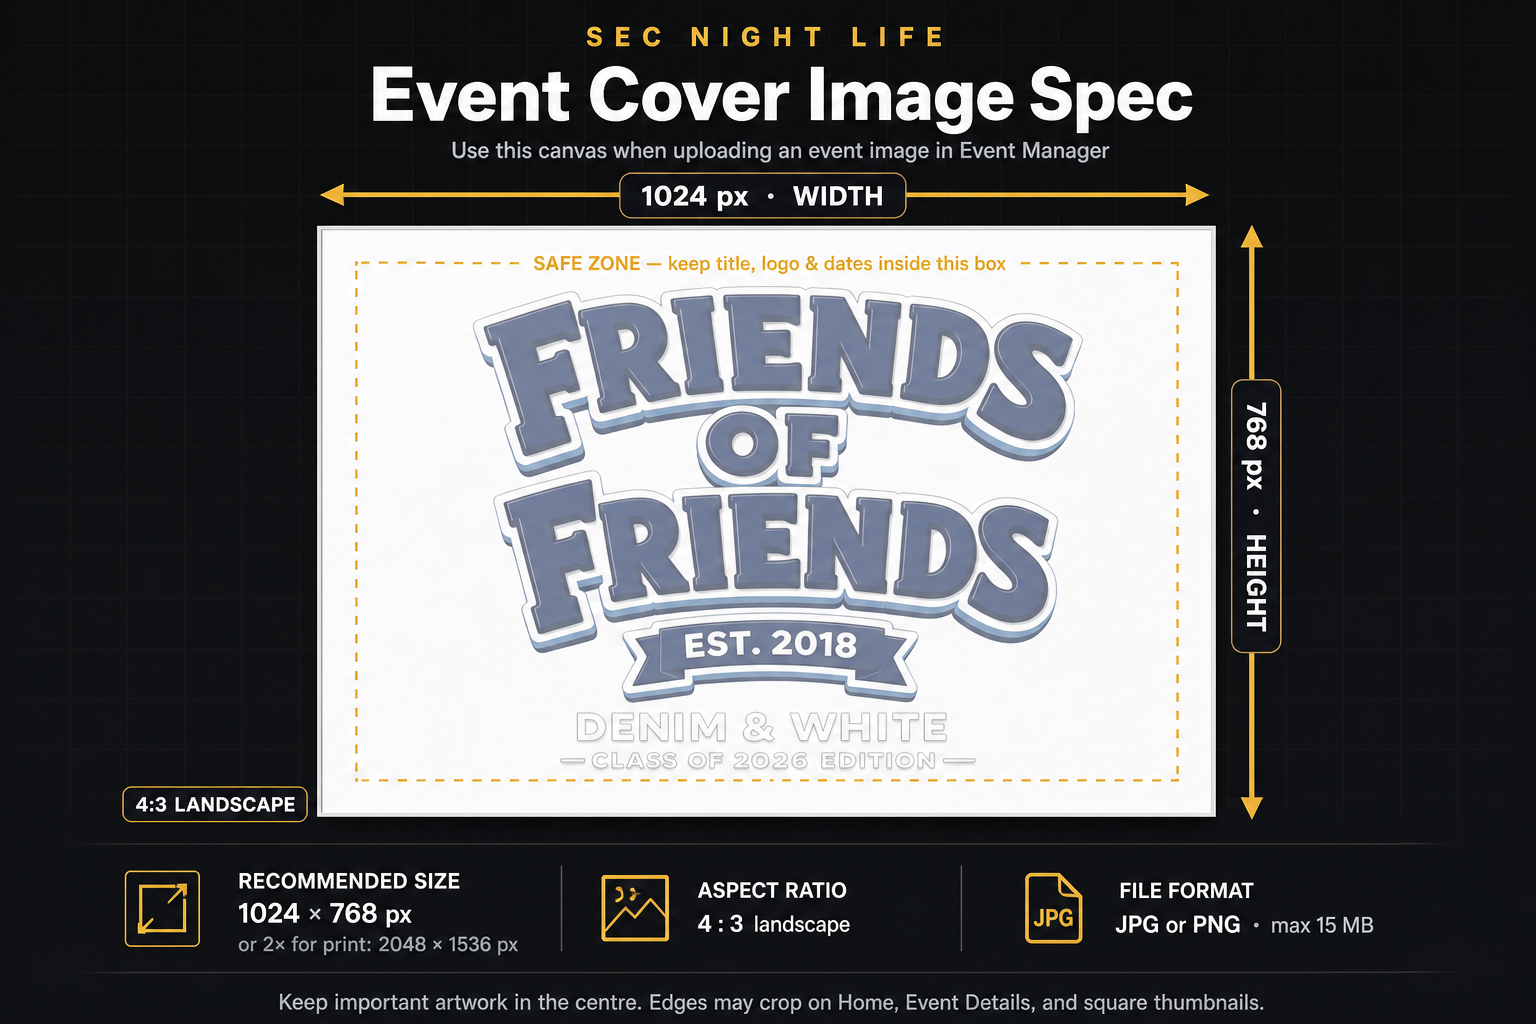 SEC NIGHT LIFE
Event Cover Image Spec
Use this canvas when uploading an event image in Event Manager
1024 px · WIDTH
SAFE ZONE — keep title, logo & dates inside this box
FRIENDS
OF
FRIENDS
EST. 2018
DENIM & WHITE
—CLASS OF 2026 EDITION—
768 px · HEIGHT
4:3 LANDSCAPE
RECOMMENDED SIZE
1024 × 768 px
or 2× for print: 2048 × 1536 px
ASPECT RATIO
4 : 3 landscape
JPG
FILE FORMAT
JPG or PNG · max 15 MB
Keep important artwork in the centre. Edges may crop on Home, Event Details, and square thumbnails.